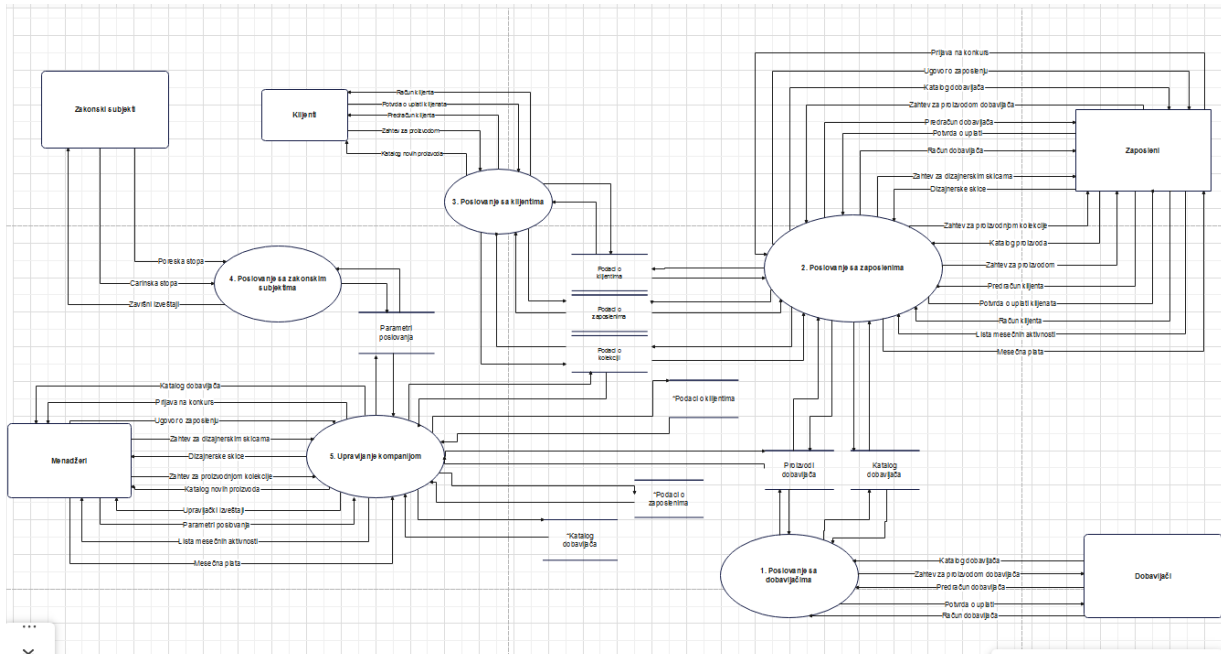 Prijava na konkurs
Ugovor o zaposlenju
Katalog dobavljača
Zahtev za proizvodom dobavljača
Predračun dobavljača
Potvrda o uplati
Račun dobavljača
Zahtev za dizajnerskim skicama
Dizajnerske skice
Zaposleni
Zahtev za proizvodnjom kolekcije
Katalog proizvoda
Zahtev za proizvodom
Predračun klijenta
Potvrda o uplati klijenata
Račun klijenta
Lista mesečnih aktivnosti
Mesečna plata
2. Poslovanje sa zaposlenima
Zakonski subjekti
Klijenti
Račun klijenta
Potvrda o uplati klijenata
Predračun klijenta
Zahtev za proizvodom
Katalog novih proizvoda
3. Poslovanje sa klijentima
Poreska stopa
Carinska stopa
Završni izveštaji
4. Poslovanje sa zakonskim
subjektima
Parametri
poslovanja
Podaci o
klijentima
Podaci o
zaposlenima
Podaci o
kolekciji
*Podaci o klijentima
Katalog dobavljača
Prijava na konkurs
Ugovor o zaposlenju
Zahtev za dizajnerskim skicama
Dizajnerske skice
Zahtev za proizvodnjom kolekcije
Katalog novih proizvoda
Upravljački izveštaji
Parametri poslovanja
Lista mesečnih aktivnosti
Mesečna plata
Menadžeri
5. Upravljanje kompanijom
*Podaci o
zaposlenima
*Katalog
dobavljača
Proizvodi
dobavljača
Katalog
dobavljača
1. Poslovanje sa
dobavljačima
Katalog dobavljača
Zahtev za proizvodom dobavljača
Predračun dobavljača
Potvrda o uplati
Račun dobavljača
Dobavljači